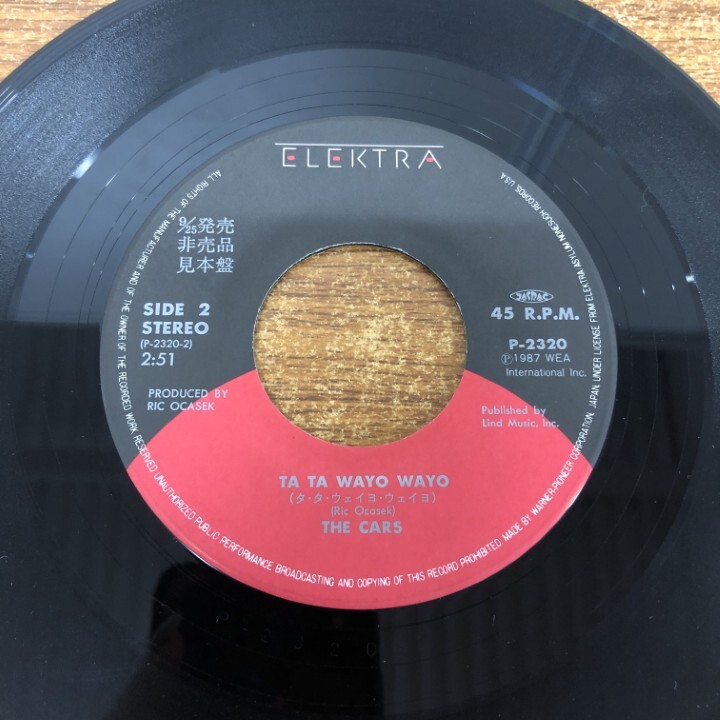 ELEKTRA
9/25発売
非売品
見本盤
SIDE 2
STEREO
(P-2320-2)
2:51
PRODUCED BY
RIC OCASEK
JASRAC
45 R.P.M.
P-2320
Ⓟ1987 WEA
International Inc.
Published by
Lind Music, Inc.
TA TA WAYO WAYO
(タ・タ・ウェイヨ・ウェイヨ)
(Ric Ocasek)
THE CARS
ALL RIGHTS OF THE MANUFACTURER AND OF THE OWNER OF THE RECORDED WORK RESERVED UNAUTHORIZED PUBLIC PERFORMANCE BROADCASTING AND COPYING OF THIS RECORD PROHIBITED. MADE BY WARNER-PIONEER CORPORATION, JAPAN UNDER LICENSE FROM ELEKTRA/ASYLUM/NONESUCH RECORDS U.S.A.
P-2320